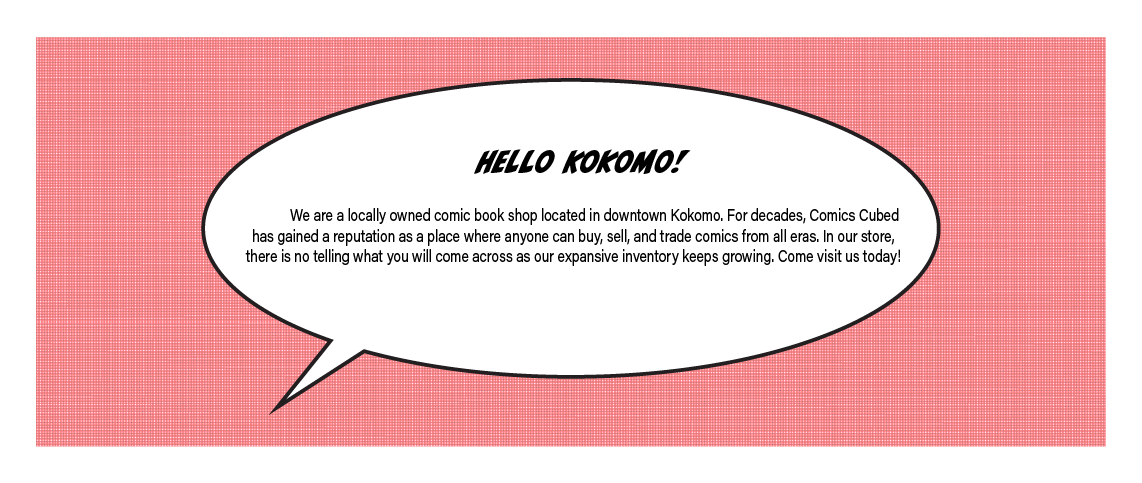 HELLO KOKOMO!
We are a locally owned comic book shop located in downtown Kokomo. For decades, Comics Cubed
has gained a reputation as a place where anyone can buy, sell, and trade comics from all eras. In our store,
there is no telling what you will come across as our expansive inventory keeps growing. Come visit us today!